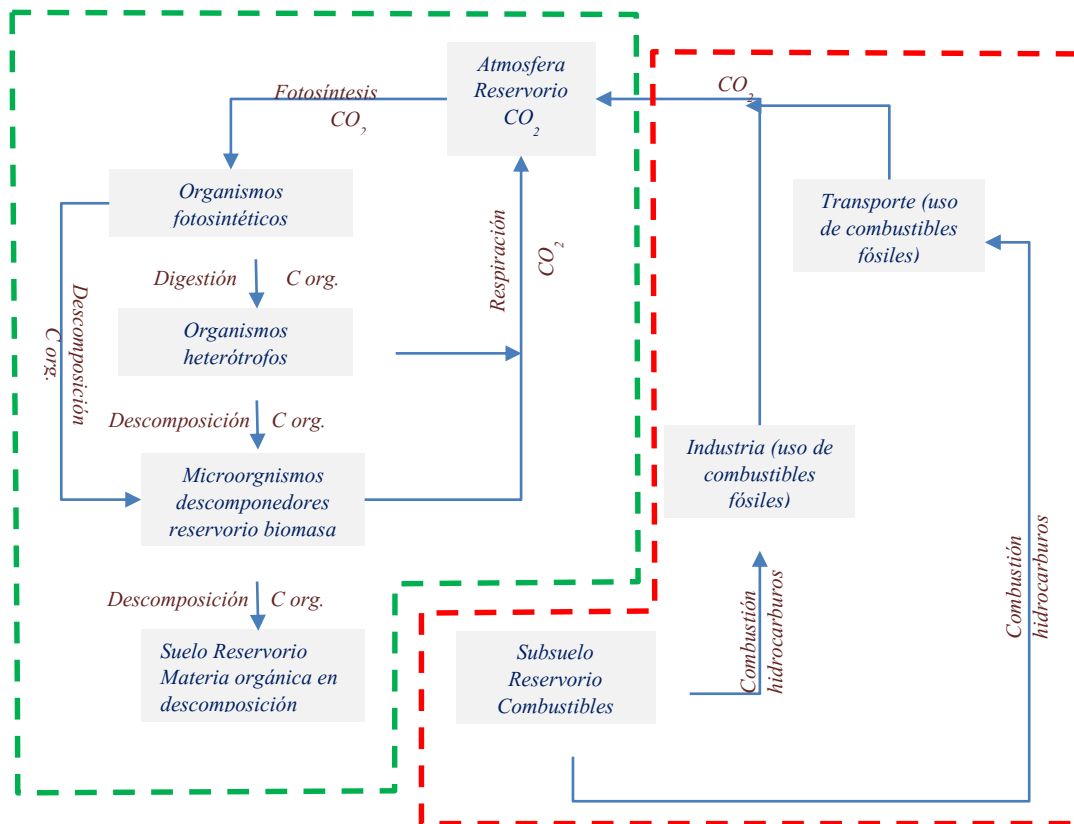 Atmosfera
Reservorio
CO2
Fotosíntesis
CO2
CO2
Organismos
fotosintéticos
Transporte (uso
de combustibles
fósiles)
Respiración
CO2
Digestión C org.
Descomposición
C org.
Organismos
heterótrofos
Descomposición C org.
Industria (uso de
combustibles
fósiles)
Microorgnismos
descomponedores
reservorio biomasa
Combustión
hidrocarburos
Combustión
hidrocarburos
Descomposición C org.
Suelo Reservorio
Materia orgánica en
descomposición
Subsuelo
Reservorio
Combustibles